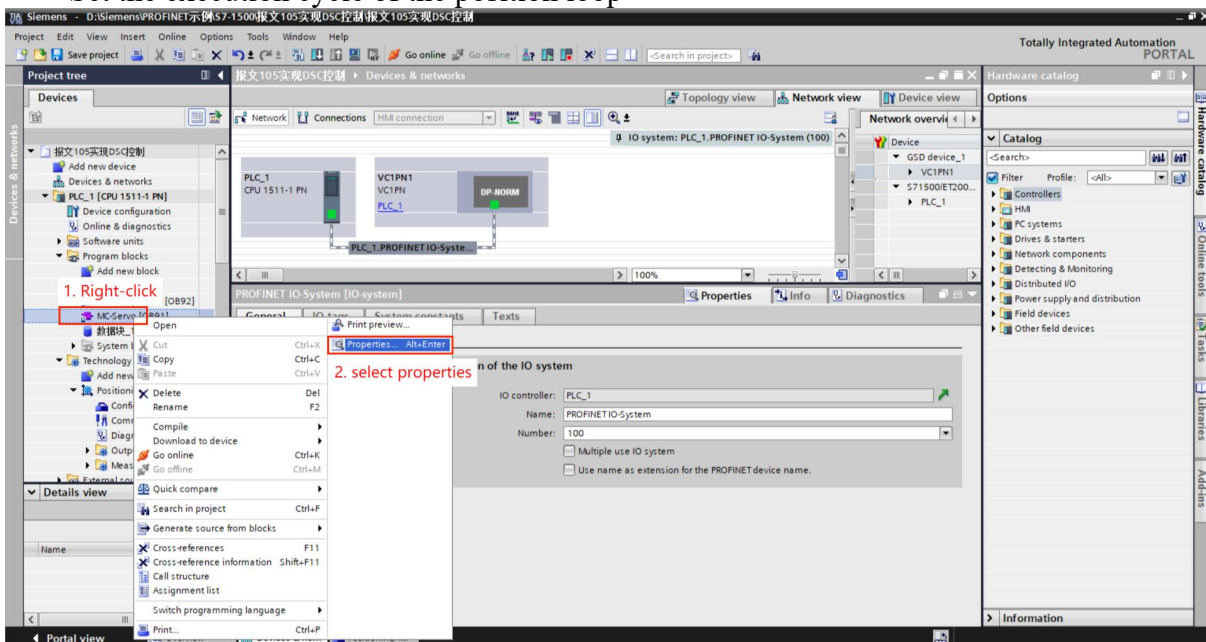 Set the execution cycle of the position loop
Siemens - D:\Siemens\PROFINET示例\S7-1500\报文105实现DSC控制\报文105实现DSC控制
Project Edit View Insert Online Options Tools Window Help
Totally Integrated Automation
PORTAL
Save project
Go online
Go offline
<Search in project>
Project tree
报文105实现DSC控制 ▸ Devices & networks
Hardware catalog
Devices
Topology view
Network view
Device view
Options
Network
Connections
HMI connection
Network overvi
IO system: PLC_1.PROFINET IO-System (100)
Catalog
<Search>
Filter
Profile:
<All>
Controllers
HMI
PC systems
Drives & starters
Network components
Detecting & Monitoring
Distributed I/O
Power supply and distribution
Field devices
Other field devices
Device
GSD device_1
VC1PN1
S71500/ET200...
PLC_1
PLC_1
CPU 1511-1 PN
VC1PN1
VC1PN
PLC_1
DP-NORM
PLC_1.PROFINET IO-Syste...
100%
报文105实现DSC控制
Add new device
Devices & networks
PLC_1 [CPU 1511-1 PN]
Device configuration
Online & diagnostics
Software units
Program blocks
Add new block
1. Right-click
[OB92]
MC-Servo [OB91]
数据块_
System
Technology
Add new
Positioni
Confi
Comm
Diagr
Outp
Meas
External sou
Details view
Name
PROFINET IO-System [IO-system]
Properties
Info
Diagnostics
General
IO tags
System constants
Texts
Open
Cut Ctrl+X
Copy Ctrl+C
Paste Ctrl+V
Delete Del
Rename F2
Compile
Download to device
Go online Ctrl+K
Go offline Ctrl+M
Quick compare
Search in project Ctrl+F
Generate source from blocks
Cross-references F11
Cross-reference information Shift+F11
Call structure
Assignment list
Switch programming language
Print... Ctrl+P
Print preview...
Properties... Alt+Enter
2. select properties
n of the IO system
IO controller: PLC_1
Name: PROFINET IO-System
Number: 100
Multiple use IO system
Use name as extension for the PROFINET device name.
Information
Portal view
Devices & networks
Hardware catalog
Online tools
Tasks
Libraries
Add-ins